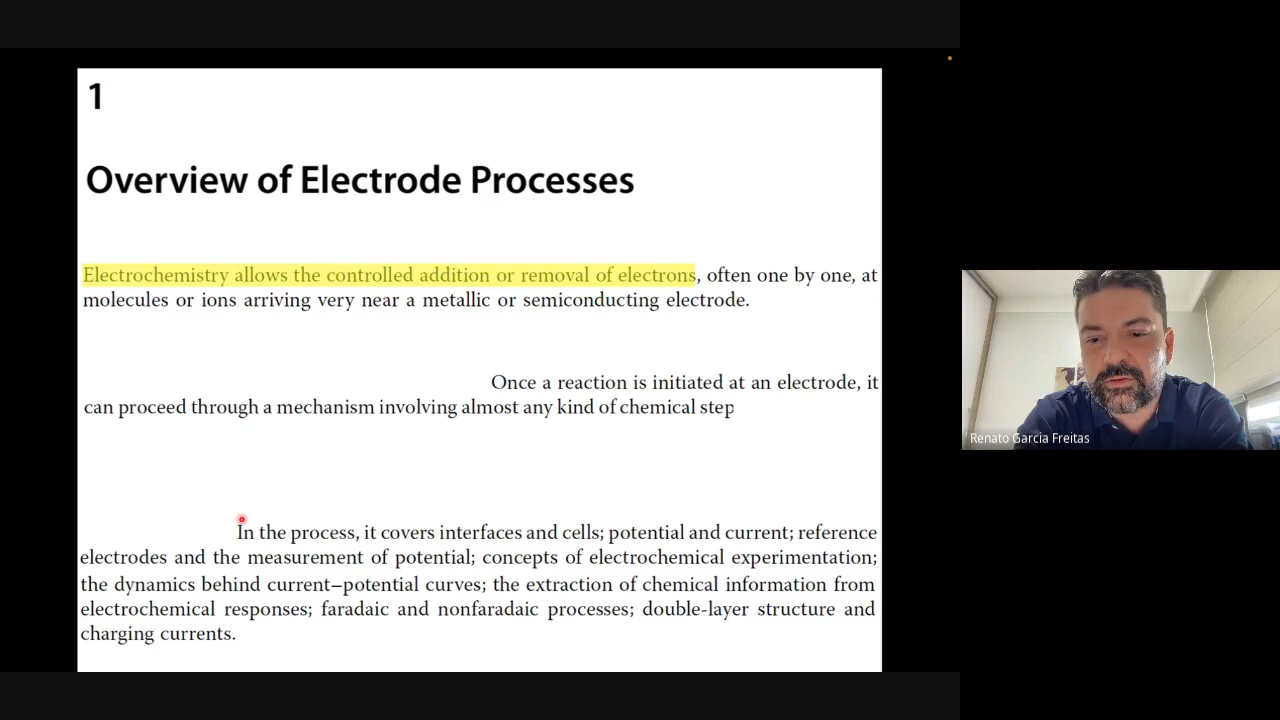 1
Overview of Electrode Processes
Electrochemistry allows the controlled addition or removal of electrons, often one by one, at
molecules or ions arriving very near a metallic or semiconducting electrode.
Once a reaction is initiated at an electrode, it
can proceed through a mechanism involving almost any kind of chemical step
In the process, it covers interfaces and cells; potential and current; reference
electrodes and the measurement of potential; concepts of electrochemical experimentation;
the dynamics behind current–potential curves; the extraction of chemical information from
electrochemical responses; faradaic and nonfaradaic processes; double-layer structure and
charging currents.
Renato Garcia Freitas